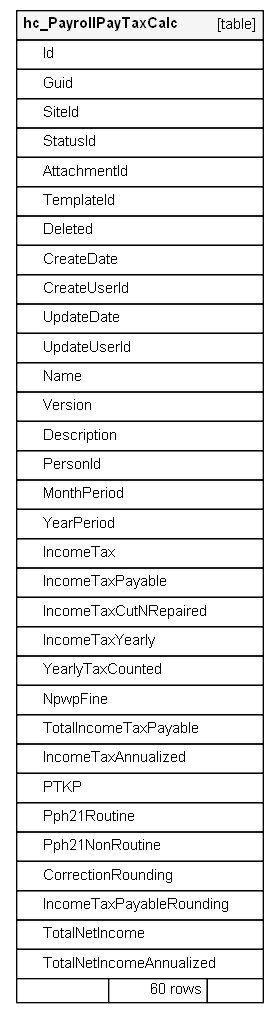 hc_PayrollPayTaxCalc [table]
Id
Guid
SiteId
StatusId
AttachmentId
TemplateId
Deleted
CreateDate
CreateUserId
UpdateDate
UpdateUserId
Name
Version
Description
PersonId
MonthPeriod
YearPeriod
IncomeTax
IncomeTaxPayable
IncomeTaxCutNRepaired
IncomeTaxYearly
YearlyTaxCounted
NpwpFine
TotalIncomeTaxPayable
IncomeTaxAnnualized
PTKP
Pph21Routine
Pph21NonRoutine
CorrectionRounding
IncomeTaxPayableRounding
TotalNetIncome
TotalNetIncomeAnnualized
60 rows